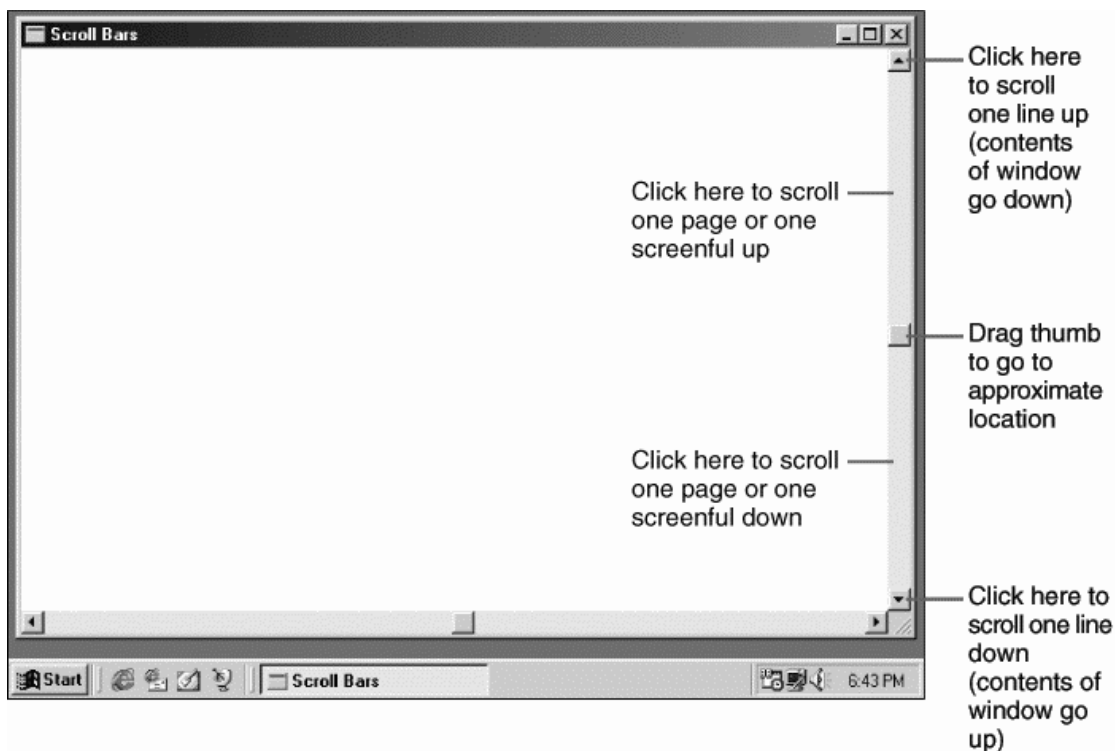 Scroll Bars
Click here
to scroll
one line up
(contents
of window
go down)
Click here to scroll
one page or one
screenful up
Drag thumb
to go to
approximate
location
Click here to scroll
one page or one
screenful down
Click here to
scroll one line
down
(contents of
window go
up)
Start
Scroll Bars
6:43 PM